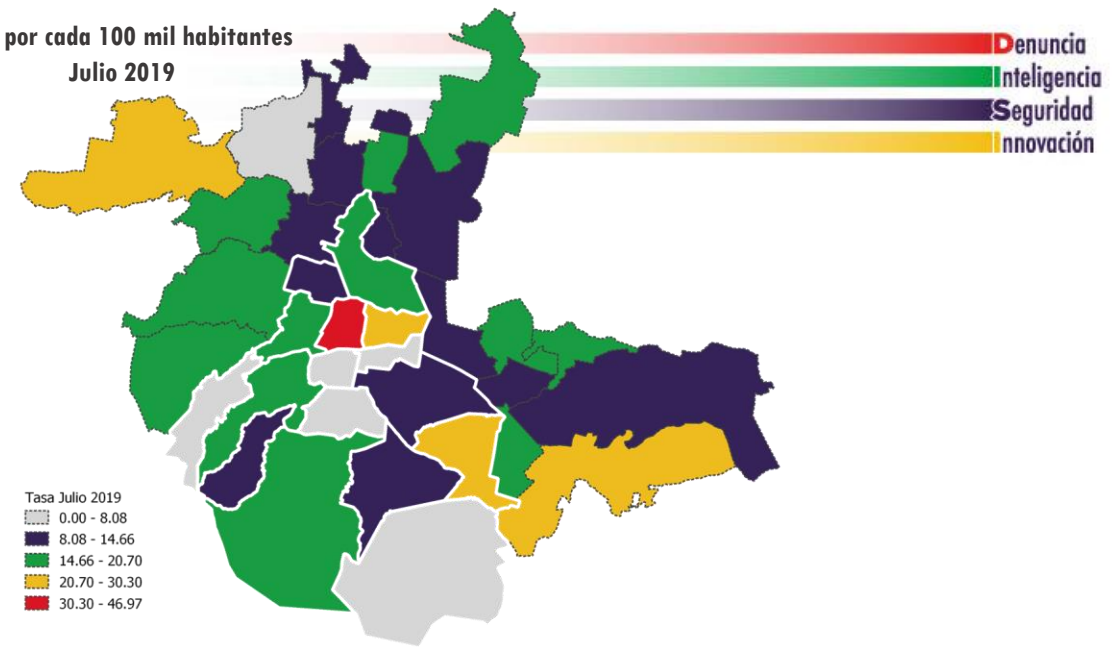 por cada 100 mil habitantes
Julio 2019
Denuncia
Inteligencia
Seguridad
Innovación
Tasa Julio 2019
0.00 - 8.08
8.08 - 14.66
14.66 - 20.70
20.70 - 30.30
30.30 - 46.97